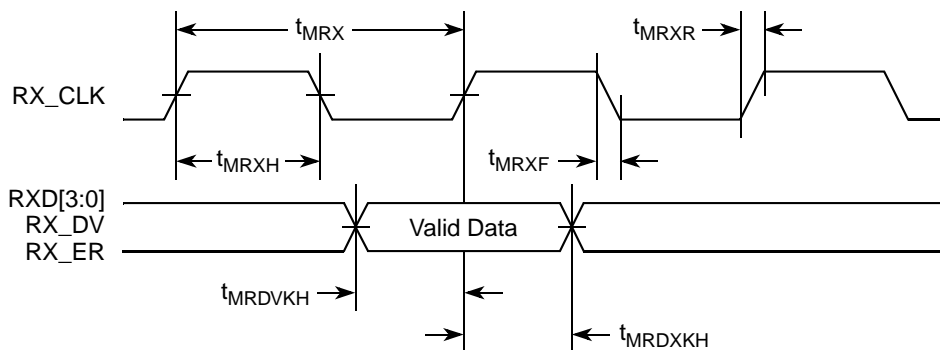 tMRX
tMRXR
RX_CLK
tMRXH
tMRXF
RXD[3:0]
RX_DV
Valid Data
RX_ER
tMRDVKH
tMRDXKH